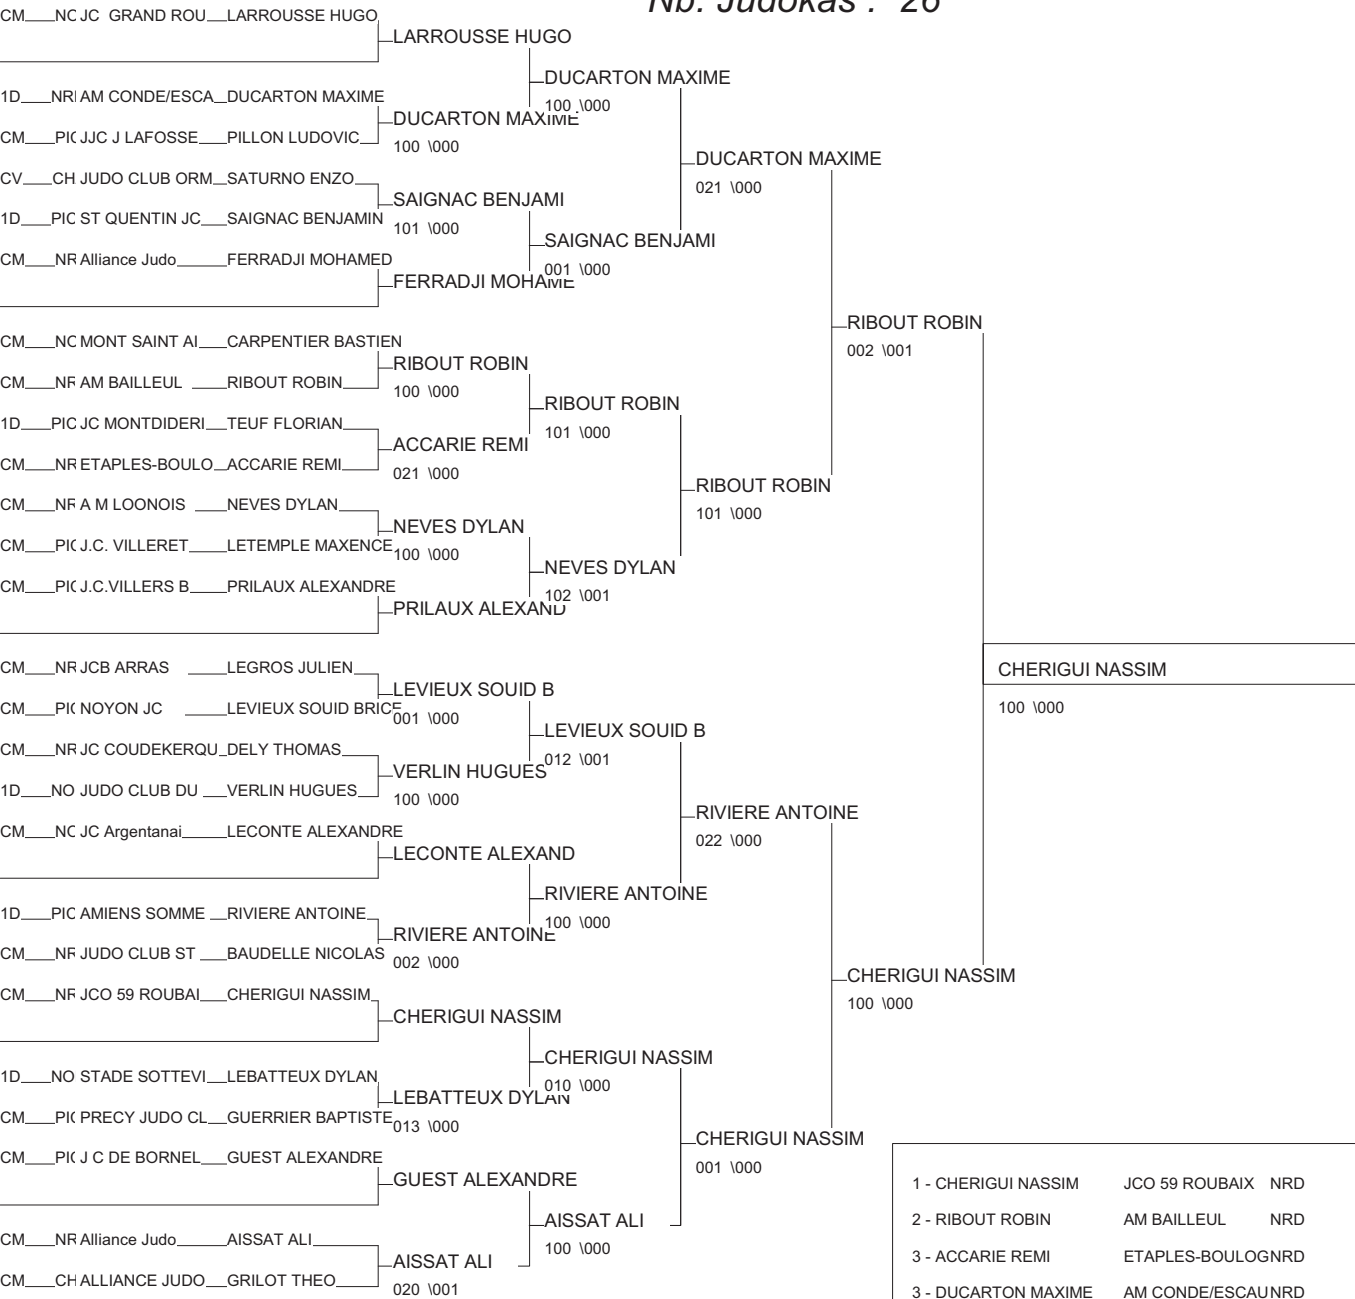 Nb. Judokas : 26
CM NC JC GRAND ROU LARROUSSE HUGO
LARROUSSE HUGO
DUCARTON MAXIME
100 \000
1D NR AM CONDE/ESCA DUCARTON MAXIME
DUCARTON MAXIME
100 \000
CM PIC JJC J LAFOSSE PILLON LUDOVIC
DUCARTON MAXIME
021 \000
CV CH JUDO CLUB ORM SATURNO ENZO
SAIGNAC BENJAMI
101 \000
1D PIC ST QUENTIN JC SAIGNAC BENJAMIN
SAIGNAC BENJAMI
001 \000
CM NR Alliance Judo FERRADJI MOHAMED
FERRADJI MOHAME
RIBOUT ROBIN
002 \001
CM NC MONT SAINT AI CARPENTIER BASTIEN
RIBOUT ROBIN
100 \000
CM NR AM BAILLEUL RIBOUT ROBIN
RIBOUT ROBIN
101 \000
1D PIC JC MONTDIDERI TEUF FLORIAN
ACCARIE REMI
021 \000
CM NR ETAPLES-BOULO ACCARIE REMI
RIBOUT ROBIN
101 \000
CM NR A M LOONOIS NEVES DYLAN
NEVES DYLAN
100 \000
CM PIC J.C. VILLERET LETEMPLE MAXENCE
NEVES DYLAN
102 \001
CM PIC J.C.VILLERS B PRILAUX ALEXANDRE
PRILAUX ALEXAND
CHERIGUI NASSIM
100 \000
CM NR JCB ARRAS LEGROS JULIEN
LEVIEUX SOUID B
001 \000
CM PIC NOYON JC LEVIEUX SOUID BRICE
LEVIEUX SOUID B
012 \001
CM NR JC COUDEKERQU DELY THOMAS
VERLIN HUGUES
100 \000
1D NO JUDO CLUB DU VERLIN HUGUES
RIVIERE ANTOINE
022 \000
CM NC JC Argentanai LECONTE ALEXANDRE
LECONTE ALEXAND
RIVIERE ANTOINE
100 \000
1D PIC AMIENS SOMME RIVIERE ANTOINE
RIVIERE ANTOINE
002 \000
CM NR JUDO CLUB ST BAUDELLE NICOLAS
CHERIGUI NASSIM
100 \000
CM NR JCO 59 ROUBAI CHERIGUI NASSIM
CHERIGUI NASSIM
CHERIGUI NASSIM
010 \000
1D NO STADE SOTTEVI LEBATTEUX DYLAN
LEBATTEUX DYLAN
013 \000
CM PIC PRECY JUDO CL GUERRIER BAPTISTE
CHERIGUI NASSIM
001 \000
CM PIC J C DE BORNEL GUEST ALEXANDRE
GUEST ALEXANDRE
AISSAT ALI
100 \000
CM NR Alliance Judo AISSAT ALI
AISSAT ALI
020 \001
CM CH ALLIANCE JUDO GRILOT THEO
1 - CHERIGUI NASSIM JCO 59 ROUBAIX NRD
2 - RIBOUT ROBIN AM BAILLEUL NRD
3 - ACCARIE REMI ETAPLES-BOULOG NRD
3 - DUCARTON MAXIME AM CONDE/ESCAU NRD